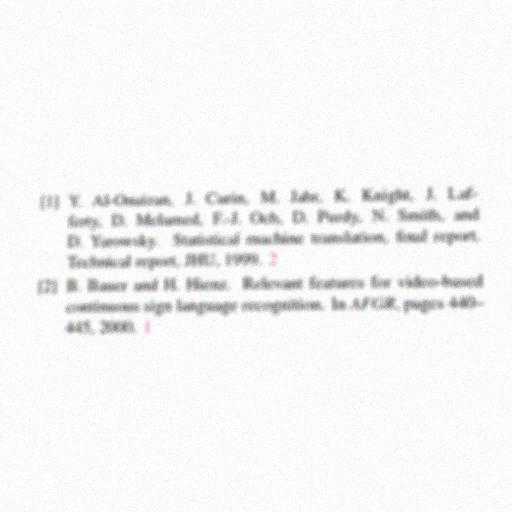 [1] Y. Al-Onaizan, J. Curin, M. Jahr, K. Knight, J. Laf-
ferty, D. Melamed, F.-J. Och, D. Purdy, N. Smith, and
D. Yarowsky. Statistical machine translation, final report.
Technical report, JHU, 1999. 2
[2] B. Bauer and H. Hienz. Relevant features for video-based
continuous sign language recognition. In AFGR, pages 440–
445, 2000. 1